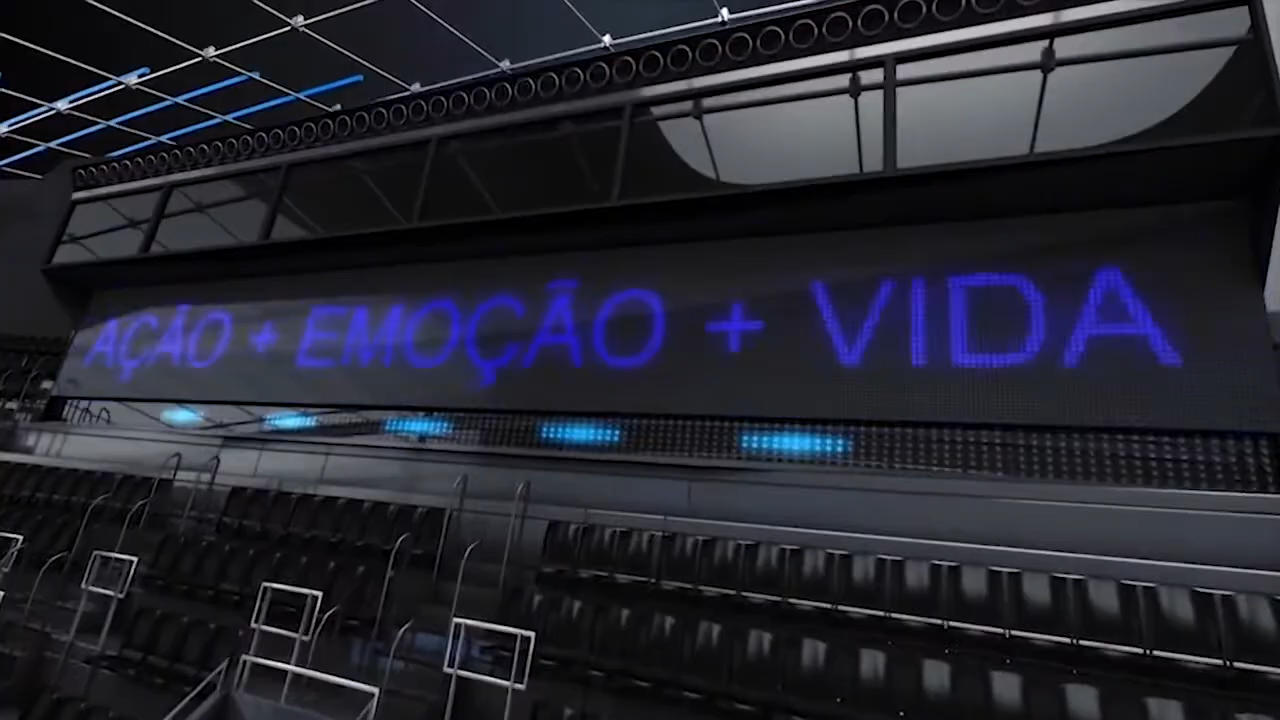 AÇÃO + EMOÇÃO + VIDA